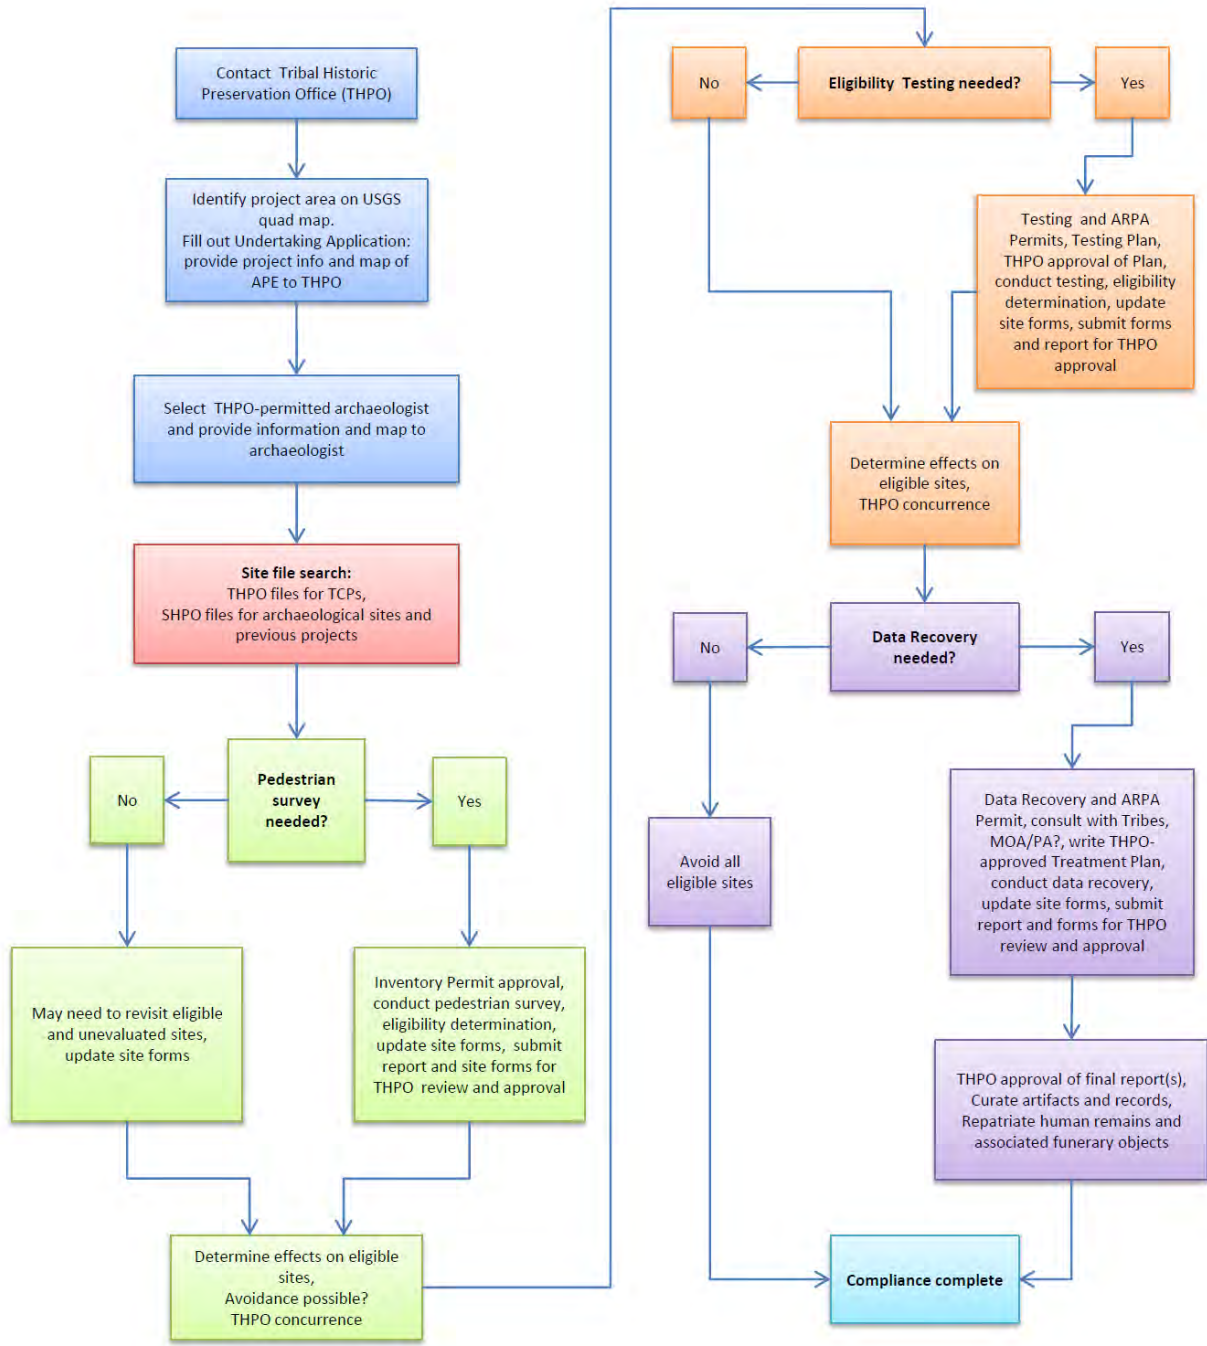 Contact Tribal Historic
Preservation Office (THPO)
Identify project area on USGS
quad map.
Fill out Undertaking Application:
provide project info and map of
APE to THPO
Select THPO-permitted archaeologist
and provide information and map to
archaeologist
Site file search:
THPO files for TCPs,
SHPO files for archaeological sites and
previous projects
Pedestrian
survey
needed?
No
Yes
May need to revisit eligible
and unevaluated sites,
update site forms
Inventory Permit approval,
conduct pedestrian survey,
eligibility determination,
update site forms, submit
report and site forms for
THPO review and approval
Determine effects on eligible
sites,
Avoidance possible?
THPO concurrence
No
Eligibility Testing needed?
Yes
Testing and ARPA
Permits, Testing Plan,
THPO approval of Plan,
conduct testing, eligibility
determination, update
site forms, submit forms
and report for THPO
approval
Determine effects on
eligible sites,
THPO concurrence
No
Data Recovery
needed?
Yes
Avoid all
eligible sites
Data Recovery and ARPA
Permit, consult with Tribes,
MOA/PA?, write THPO-
approved Treatment Plan,
conduct data recovery,
update site forms, submit
report and forms for THPO
review and approval
THPO approval of final report(s),
Curate artifacts and records,
Repatriate human remains and
associated funerary objects
Compliance complete